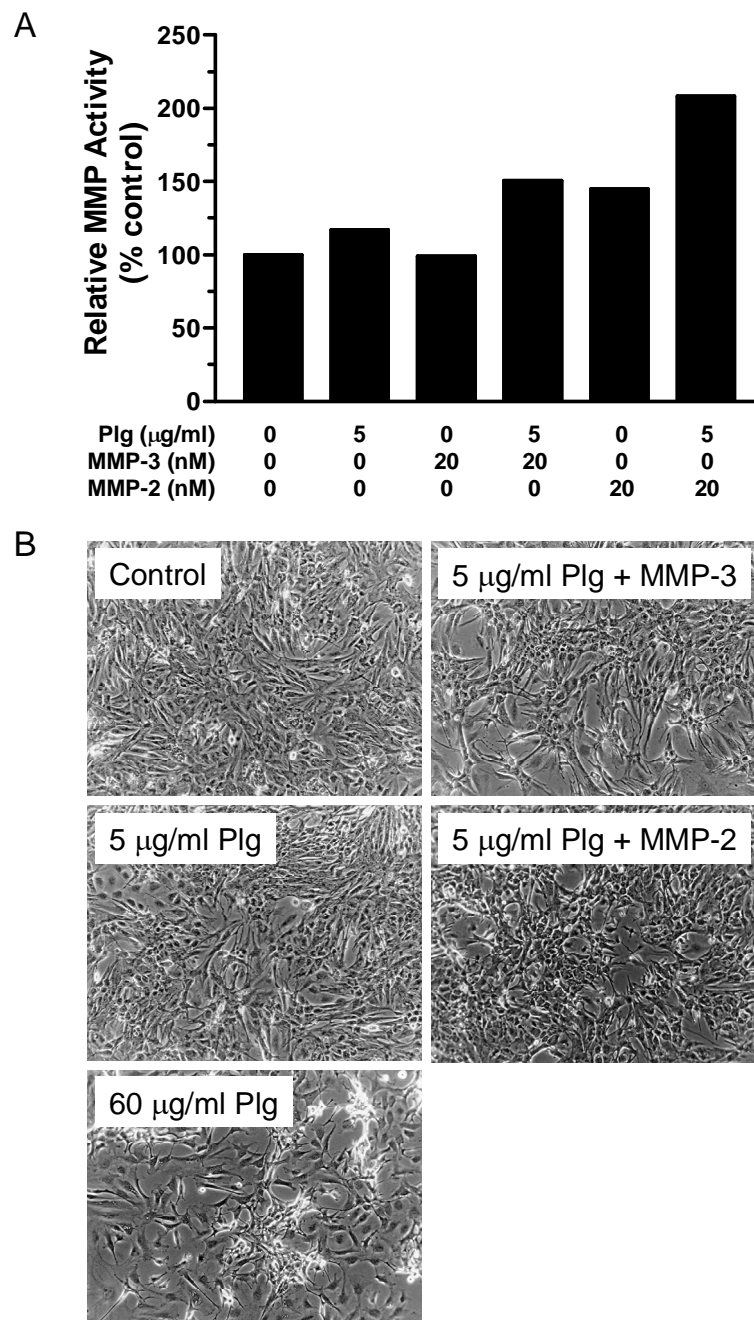 A
Relative MMP Activity
(% control)
250
200
150
100
50
0
Plg (μg/ml) 0 5 0 5 0 5
MMP-3 (nM) 0 0 20 20 0 0
MMP-2 (nM) 0 0 0 0 20 20
B
Control
5 μg/ml Plg + MMP-3
5 μg/ml Plg
5 μg/ml Plg + MMP-2
60 μg/ml Plg